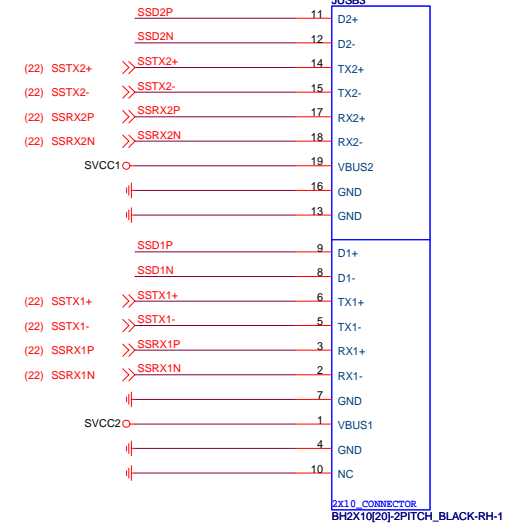 JUSB3
SSD2P 11 D2+
SSD2N 12 D2-
(22) SSTX2+ SSTX2+ 14 TX2+
(22) SSTX2- SSTX2- 15 TX2-
(22) SSRX2P SSRX2P 17 RX2+
(22) SSRX2N SSRX2N 18 RX2-
SVCC1 19 VBUS2
16 GND
13 GND
SSD1P 9 D1+
SSD1N 8 D1-
(22) SSTX1+ SSTX1+ 6 TX1+
(22) SSTX1- SSTX1- 5 TX1-
(22) SSRX1P SSRX1P 3 RX1+
(22) SSRX1N SSRX1N 2 RX1-
7 GND
SVCC2 1 VBUS1
4 GND
10 NC
2X10_CONNECTOR
BH2X10[20]-2PITCH_BLACK-RH-1